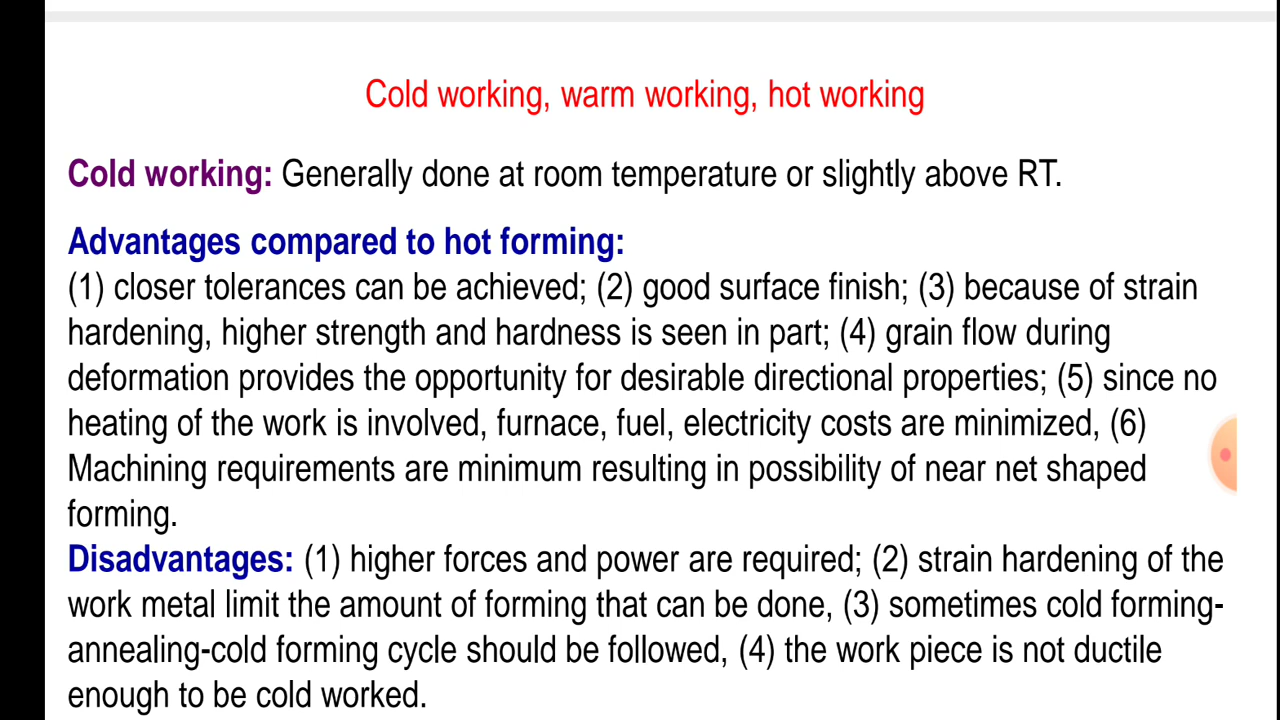 Cold working, warm working, hot working
Cold working: Generally done at room temperature or slightly above RT.
Advantages compared to hot forming:
(1) closer tolerances can be achieved; (2) good surface finish; (3) because of strain
hardening, higher strength and hardness is seen in part; (4) grain flow during
deformation provides the opportunity for desirable directional properties; (5) since no
heating of the work is involved, furnace, fuel, electricity costs are minimized, (6)
Machining requirements are minimum resulting in possibility of near net shaped
forming.
Disadvantages: (1) higher forces and power are required; (2) strain hardening of the
work metal limit the amount of forming that can be done, (3) sometimes cold forming-
annealing-cold forming cycle should be followed, (4) the work piece is not ductile
enough to be cold worked.